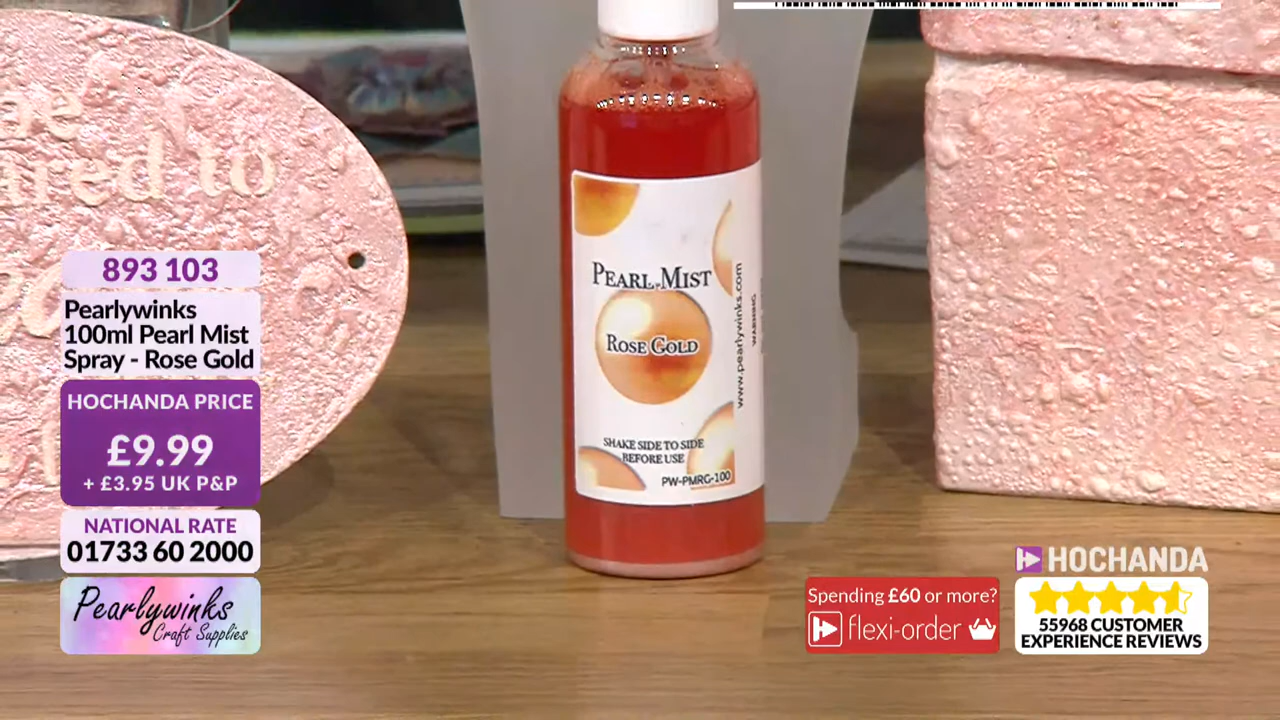 893 103
Pearlywinks
100ml Pearl Mist
Spray - Rose Gold
HOCHANDA PRICE
£9.99
+ £3.95 UK P&P
NATIONAL RATE
01733 60 2000
Pearlywinks
Craft Supplies
PEARL MIST
ROSE GOLD
SHAKE SIDE TO SIDE
BEFORE USE
PW-PMRG-100
www.pearlywinks.com
WARNING
to
Spending £60 or more?
flexi-order
HOCHANDA
55968 CUSTOMER
EXPERIENCE REVIEWS